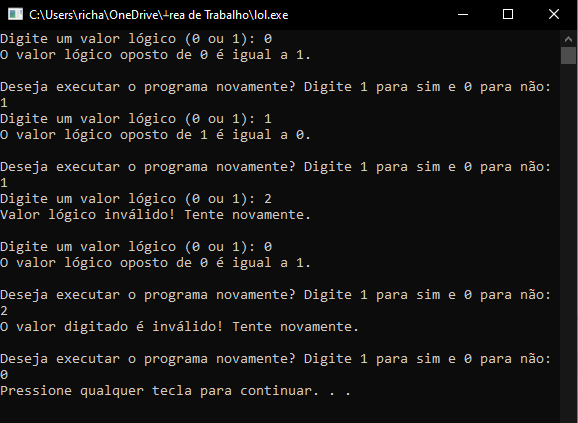 C:\Users\richa\OneDrive\┴rea de Trabalho\lol.exe
Digite um valor lógico (0 ou 1): 0
O valor lógico oposto de 0 é igual a 1.
Deseja executar o programa novamente? Digite 1 para sim e 0 para não:
1
Digite um valor lógico (0 ou 1): 1
O valor lógico oposto de 1 é igual a 0.
Deseja executar o programa novamente? Digite 1 para sim e 0 para não:
1
Digite um valor lógico (0 ou 1): 2
Valor lógico inválido! Tente novamente.
Digite um valor lógico (0 ou 1): 0
O valor lógico oposto de 0 é igual a 1.
Deseja executar o programa novamente? Digite 1 para sim e 0 para não:
2
O valor digitado é inválido! Tente novamente.
Deseja executar o programa novamente? Digite 1 para sim e 0 para não:
0
Pressione qualquer tecla para continuar. . .